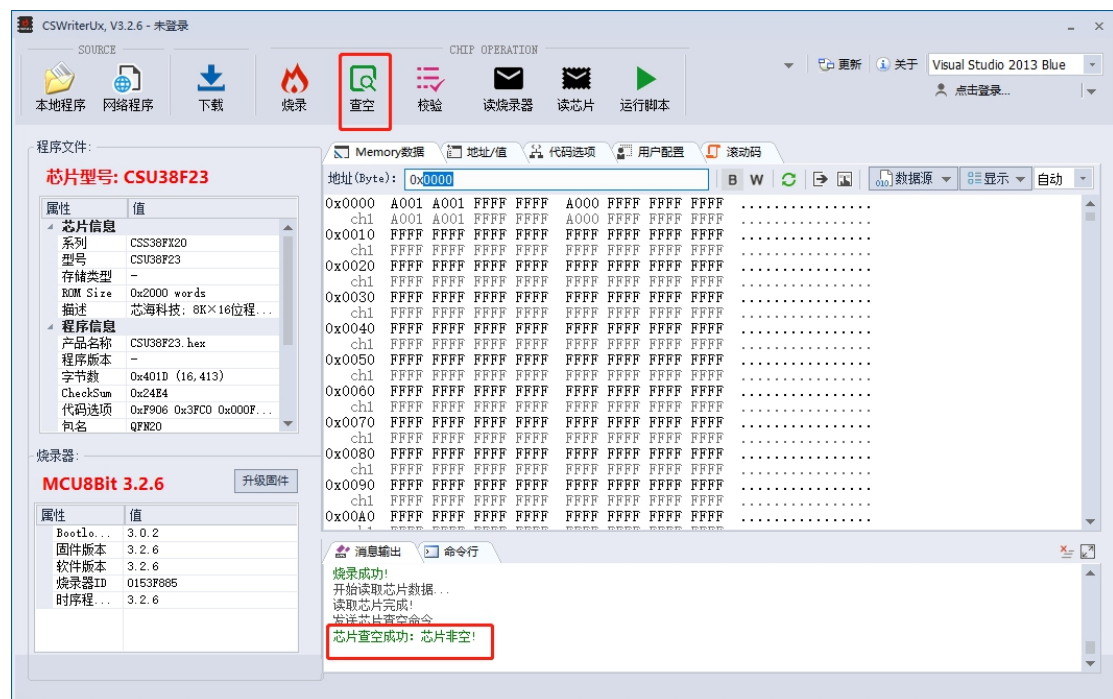 CSWriterUx, V3.2.6 - 未登录
SOURCE
CHIP OPERATION
本地程序 网络程序 下载 烧录 查空 校验 读烧录器 读芯片 运行脚本
更新 关于 Visual Studio 2013 Blue
点击登录...
程序文件:
芯片型号: CSU38F23
属性 值
芯片信息
系列 CSS38FX20
型号 CSU38F23
存储类型 -
ROM Size 0x2000 words
描述 芯海科技; 8K×16位程...
程序信息
产品名称 CSU38F23.hex
程序版本 -
字节数 0x401D (16,413)
CheckSum 0x24E4
代码选项 0xF906 0x3FC0 0x000F...
包名 QFN20
烧录器:
MCU8Bit 3.2.6 升级固件
属性 值
Bootlo... 3.0.2
固件版本 3.2.6
软件版本 3.2.6
烧录器ID 0153F885
时序程... 3.2.6
Memory数据 地址/值 代码选项 用户配置 滚动码
地址(Byte): 0x0000 B W 数据源 显示 自动
0x0000 A001 A001 FFFF FFFF A000 FFFF FFFF FFFF ................
ch1 A001 A001 FFFF FFFF A000 FFFF FFFF FFFF ................
0x0010 FFFF FFFF FFFF FFFF FFFF FFFF FFFF FFFF ................
ch1 FFFF FFFF FFFF FFFF FFFF FFFF FFFF FFFF ................
0x0020 FFFF FFFF FFFF FFFF FFFF FFFF FFFF FFFF ................
ch1 FFFF FFFF FFFF FFFF FFFF FFFF FFFF FFFF ................
0x0030 FFFF FFFF FFFF FFFF FFFF FFFF FFFF FFFF ................
ch1 FFFF FFFF FFFF FFFF FFFF FFFF FFFF FFFF ................
0x0040 FFFF FFFF FFFF FFFF FFFF FFFF FFFF FFFF ................
ch1 FFFF FFFF FFFF FFFF FFFF FFFF FFFF FFFF ................
0x0050 FFFF FFFF FFFF FFFF FFFF FFFF FFFF FFFF ................
ch1 FFFF FFFF FFFF FFFF FFFF FFFF FFFF FFFF ................
0x0060 FFFF FFFF FFFF FFFF FFFF FFFF FFFF FFFF ................
ch1 FFFF FFFF FFFF FFFF FFFF FFFF FFFF FFFF ................
0x0070 FFFF FFFF FFFF FFFF FFFF FFFF FFFF FFFF ................
ch1 FFFF FFFF FFFF FFFF FFFF FFFF FFFF FFFF ................
0x0080 FFFF FFFF FFFF FFFF FFFF FFFF FFFF FFFF ................
ch1 FFFF FFFF FFFF FFFF FFFF FFFF FFFF FFFF ................
0x0090 FFFF FFFF FFFF FFFF FFFF FFFF FFFF FFFF ................
ch1 FFFF FFFF FFFF FFFF FFFF FFFF FFFF FFFF ................
0x00A0 FFFF FFFF FFFF FFFF FFFF FFFF FFFF FFFF ................
消息输出 命令行
烧录成功!
开始读取芯片数据...
读取芯片完成!
发送芯片查空命令
芯片查空成功: 芯片非空!